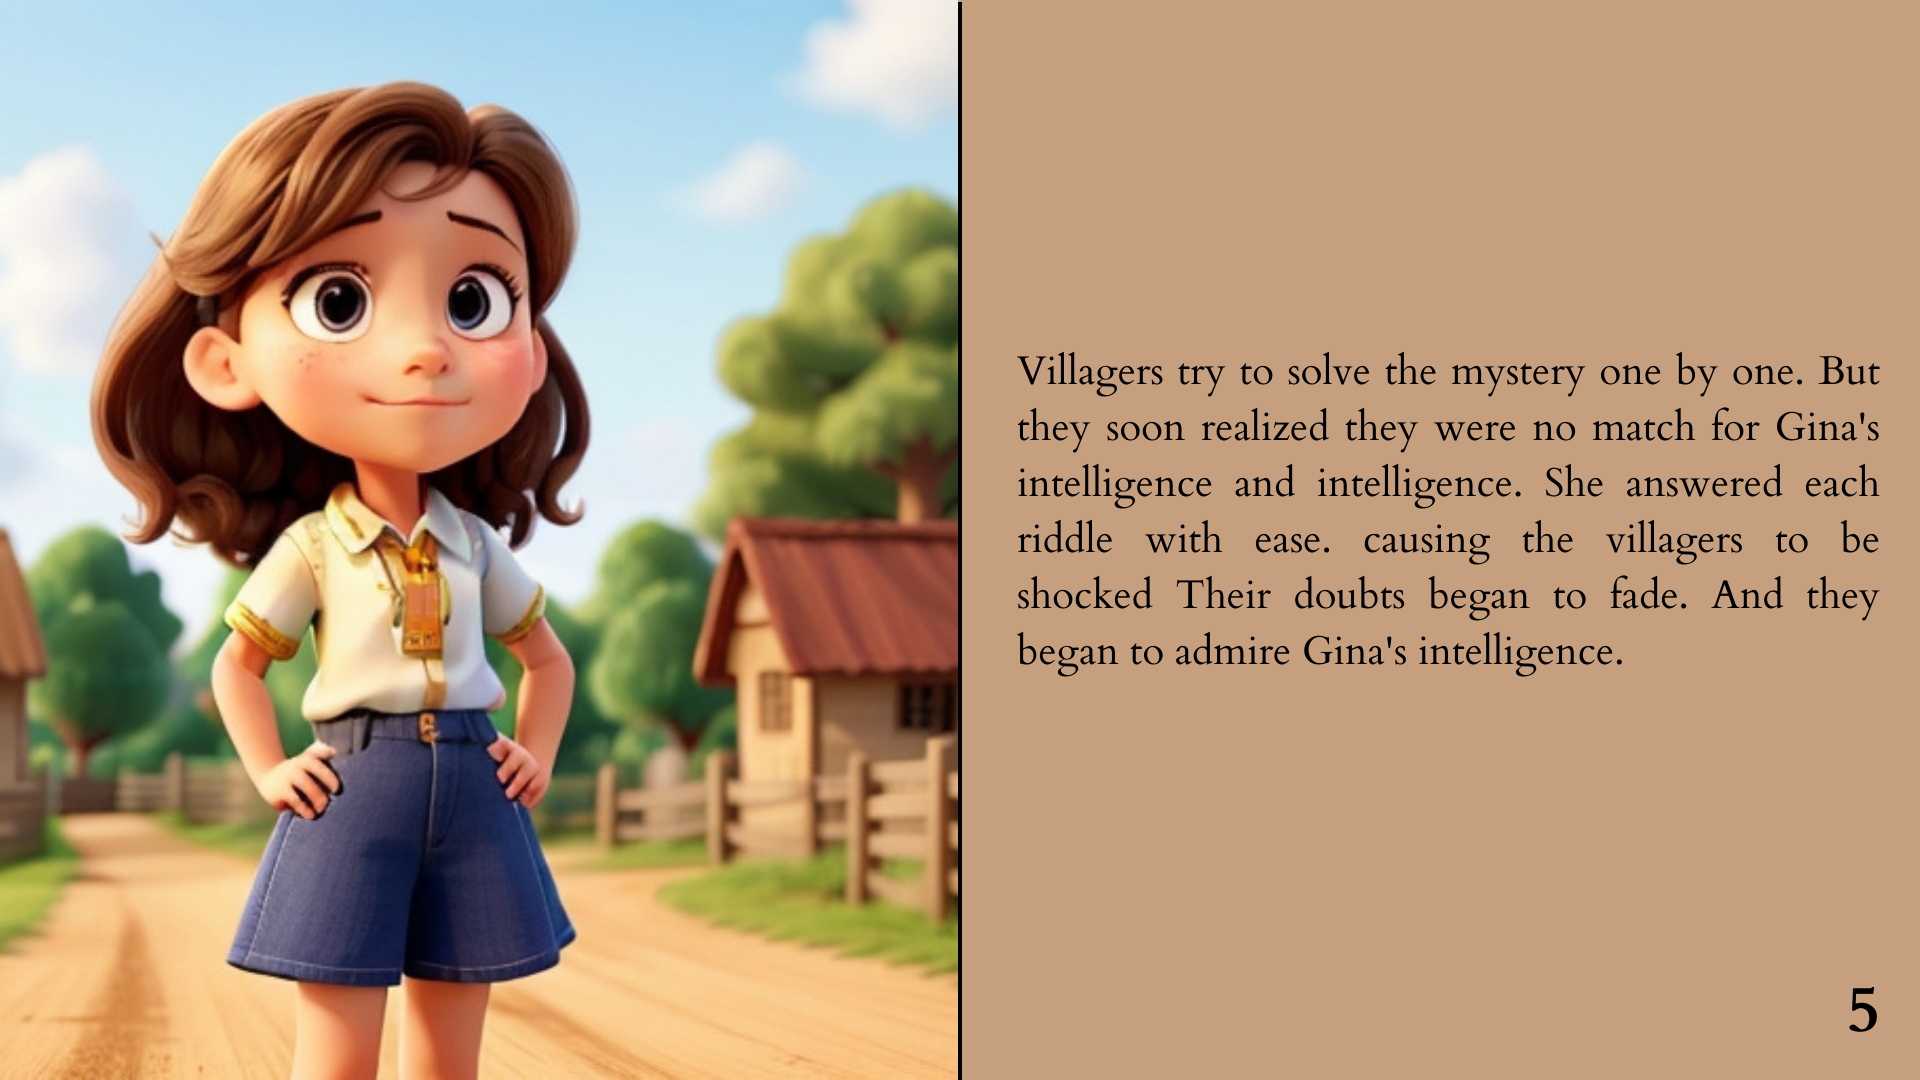 Villagers try to solve the mystery one by one. But
they soon realized they were no match for Gina's
intelligence and intelligence. She answered each
riddle with ease. causing the villagers to be
shocked Their doubts began to fade. And they
began to admire Gina's intelligence.
5